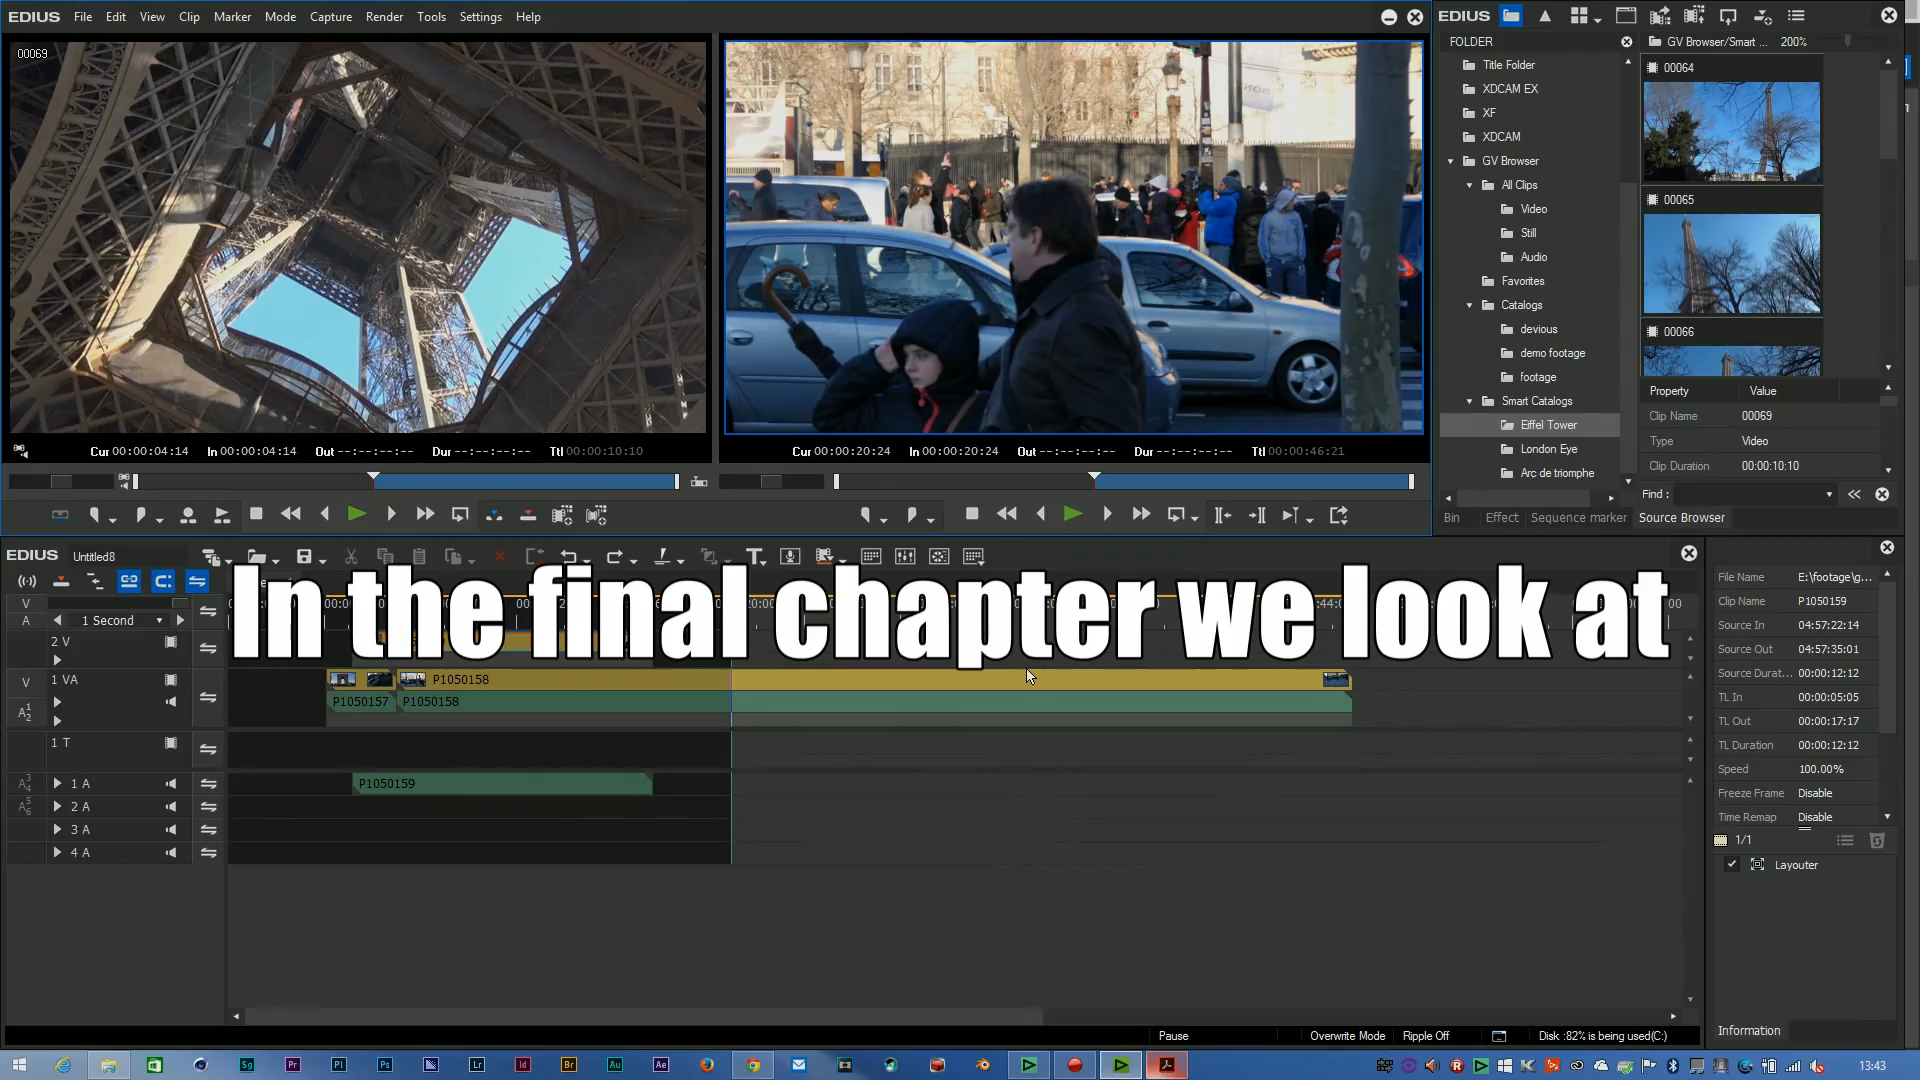 EDIUS File Edit View Clip Marker Mode Capture Render Tools Settings Help
00069
Cur 00:00:04:14 In 00:00:04:14 Out --:--:--:-- Dur --:--:--:-- Ttl 00:00:10:10
Cur 00:00:20:24 In 00:00:20:24 Out --:--:--:-- Dur --:--:--:-- Ttl 00:00:46:21
EDIUS
FOLDER
Title Folder
XDCAM EX
XF
XDCAM
GV Browser
All Clips
Video
Still
Audio
Favorites
Catalogs
devious
demo footage
footage
Smart Catalogs
Eiffel Tower
London Eye
Arc de triomphe
GV Browser/Smart ... 200%
00064
00065
00066
Property Value
Clip Name 00069
Type Video
Clip Duration 00:00:10:10
Find :
Bin Effect Sequence marker Source Browser
EDIUS Untitled8
In the final chapter we look at
V
A
1 Second
2 V
V 1 VA
P1050158
P1050157 P1050158
1 T
1 A P1050159
2 A
3 A
4 A
Pause Overwrite Mode Ripple Off Disk :82% is being used(C:)
File Name E:\footage\g...
Clip Name P1050159
Source In 04:57:22:14
Source Out 04:57:35:01
Source Durat... 00:00:12:12
TL In 00:00:05:05
TL Out 00:00:17:17
TL Duration 00:00:12:12
Speed 100.00%
Freeze Frame Disable
Time Remap Disable
1/1
Layouter
Information
Sg Pr Pl Ps Lr Id Br Au Ae
13:43